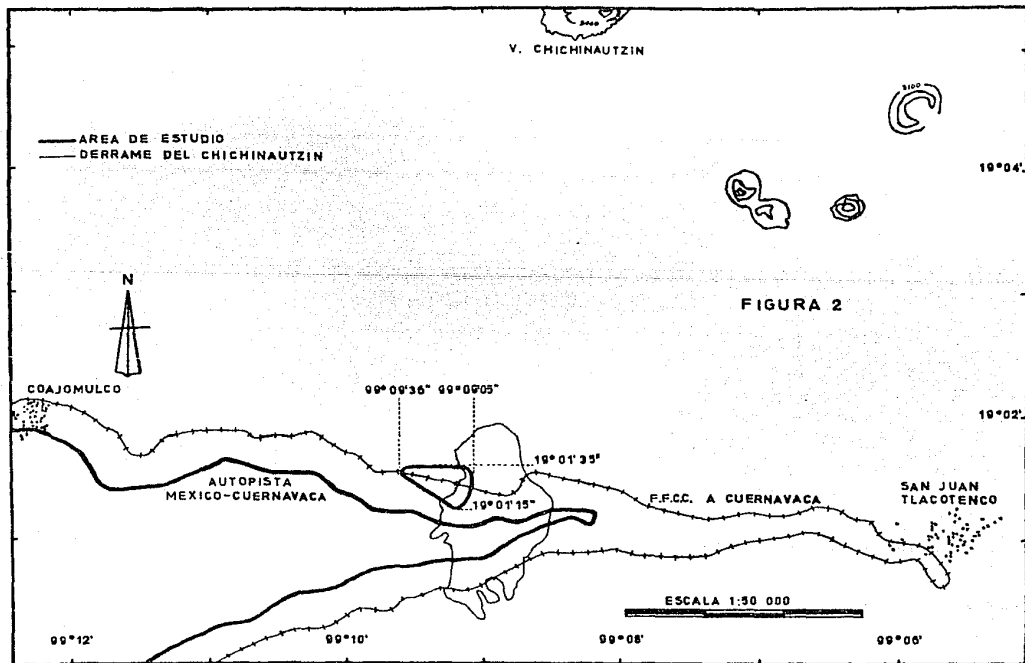 3000
V. CHICHINAUTZIN
3100
AREA DE ESTUDIO
DERRAME DEL CHICHINAUTZIN
19°04'
N
FIGURA 2
COAJOMULCO
99°09'36" 99°09'05"
19°02'
19°01'35"
AUTOPISTA
MEXICO-CUERNAVACA
19°01'15"
F.F.C.C. A CUERNAVACA
SAN JUAN
TLACOTENCO
ESCALA 1:50 000
99°12'
99°10'
99°08'
99°06'